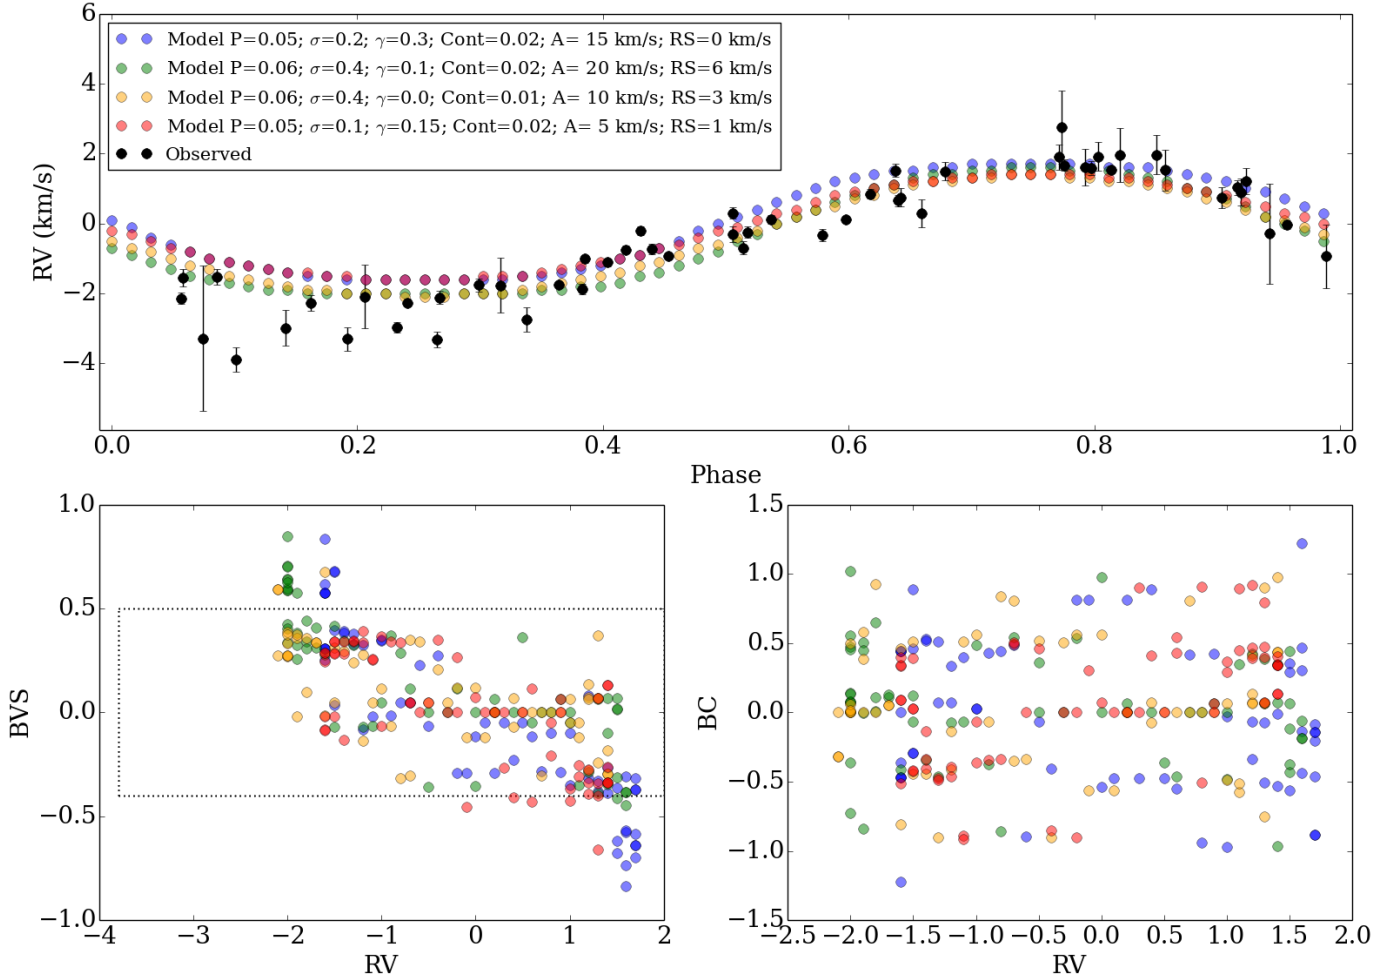 6
4
2
0
−2
−4
RV (km/s)
Model P=0.05; σ=0.2; γ=0.3; Cont=0.02; A= 15 km/s; RS=0 km/s
Model P=0.06; σ=0.4; γ=0.1; Cont=0.02; A= 20 km/s; RS=6 km/s
Model P=0.06; σ=0.4; γ=0.0; Cont=0.01; A= 10 km/s; RS=3 km/s
Model P=0.05; σ=0.1; γ=0.15; Cont=0.02; A= 5 km/s; RS=1 km/s
Observed
0.0 0.2 0.4 0.6 0.8 1.0
Phase
1.0
0.5
0.0
−0.5
−1.0
BVS
−4 −3 −2 −1 0 1 2
RV
1.5
1.0
0.5
0.0
−0.5
−1.0
−1.5
BC
−2.5 −2.0 −1.5 −1.0 −0.5 0.0 0.5 1.0 1.5 2.0
RV